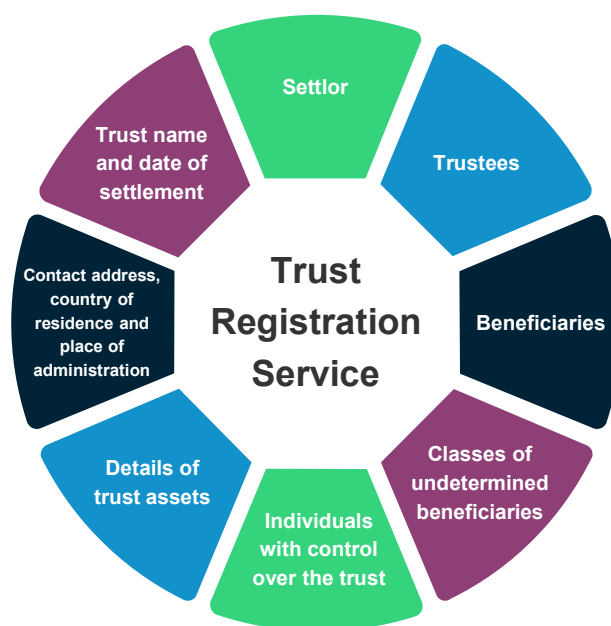 Trust
Registration
Service
Settlor
Trustees
Beneficiaries
Classes of
undetermined
beneficiaries
Individuals
with control
over the trust
Details of
trust assets
Contact address,
country of
residence and
place of
administration
Trust name
and date of
settlement